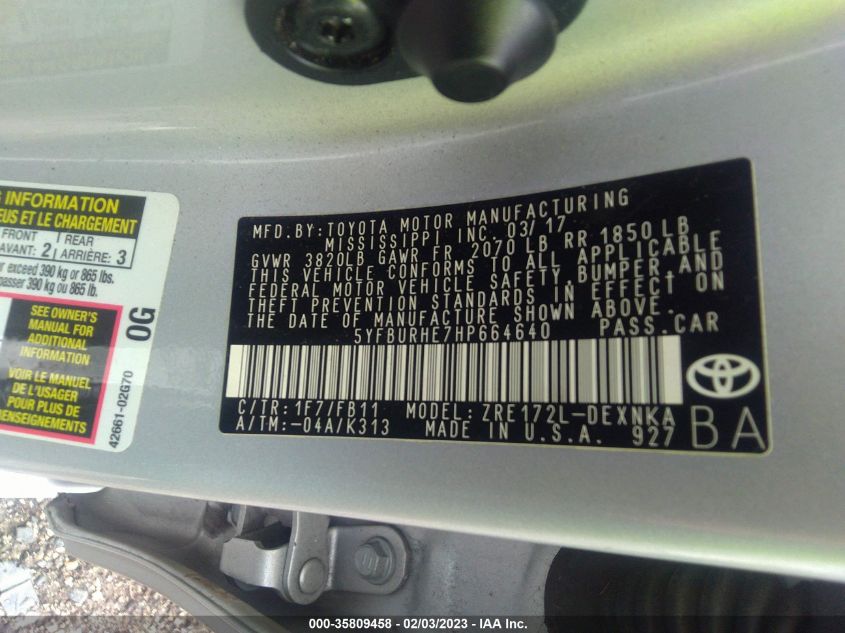 G INFORMATION
EUS ET LE CHARGEMENT
FRONT 1 REAR
AVANT: 2 ARRIÈRE: 3
er exceed 390 kg or 865 lbs.
passer 390 kg ou 865 lb.
SEE OWNER'S
MANUAL FOR
ADDITIONAL
INFORMATION
VOIR LE MANUEL
DE L'USAGER
POUR PLUS DE
RENSEIGNEMENTS
0G
42661-02G70
MFD.BY:TOYOTA MOTOR MANUFACTURING
MISSISSIPPI INC. 03/17
GVWR 3820LB GAWR FR 2070 LB RR 1850 LB
THIS VEHICLE CONFORMS TO ALL APPLICABLE
FEDERAL MOTOR VEHICLE SAFETY, BUMPER, AND
THEFT PREVENTION STANDARDS IN EFFECT ON
THE DATE OF MANUFACTURE SHOWN ABOVE.
5YFBURHE7HP664640 PASS.CAR
C/TR: 1F7/FB11 MODEL: ZRE172L-DEXNKA
A/TM:-04A/K313 MADE IN U.S.A. 927
BA
000-35809458 - 02/03/2023 - IAA Inc.